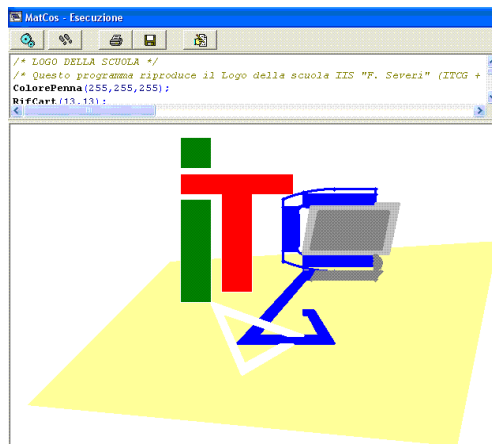 MatCos - Esecuzione
/* LOGO DELLA SCUOLA */
/* Questo programma riproduce il Logo della scuola IIS "F. Severi" (ITCG +
ColorePenna(255,255,255);
RifCart(13,13);
iT